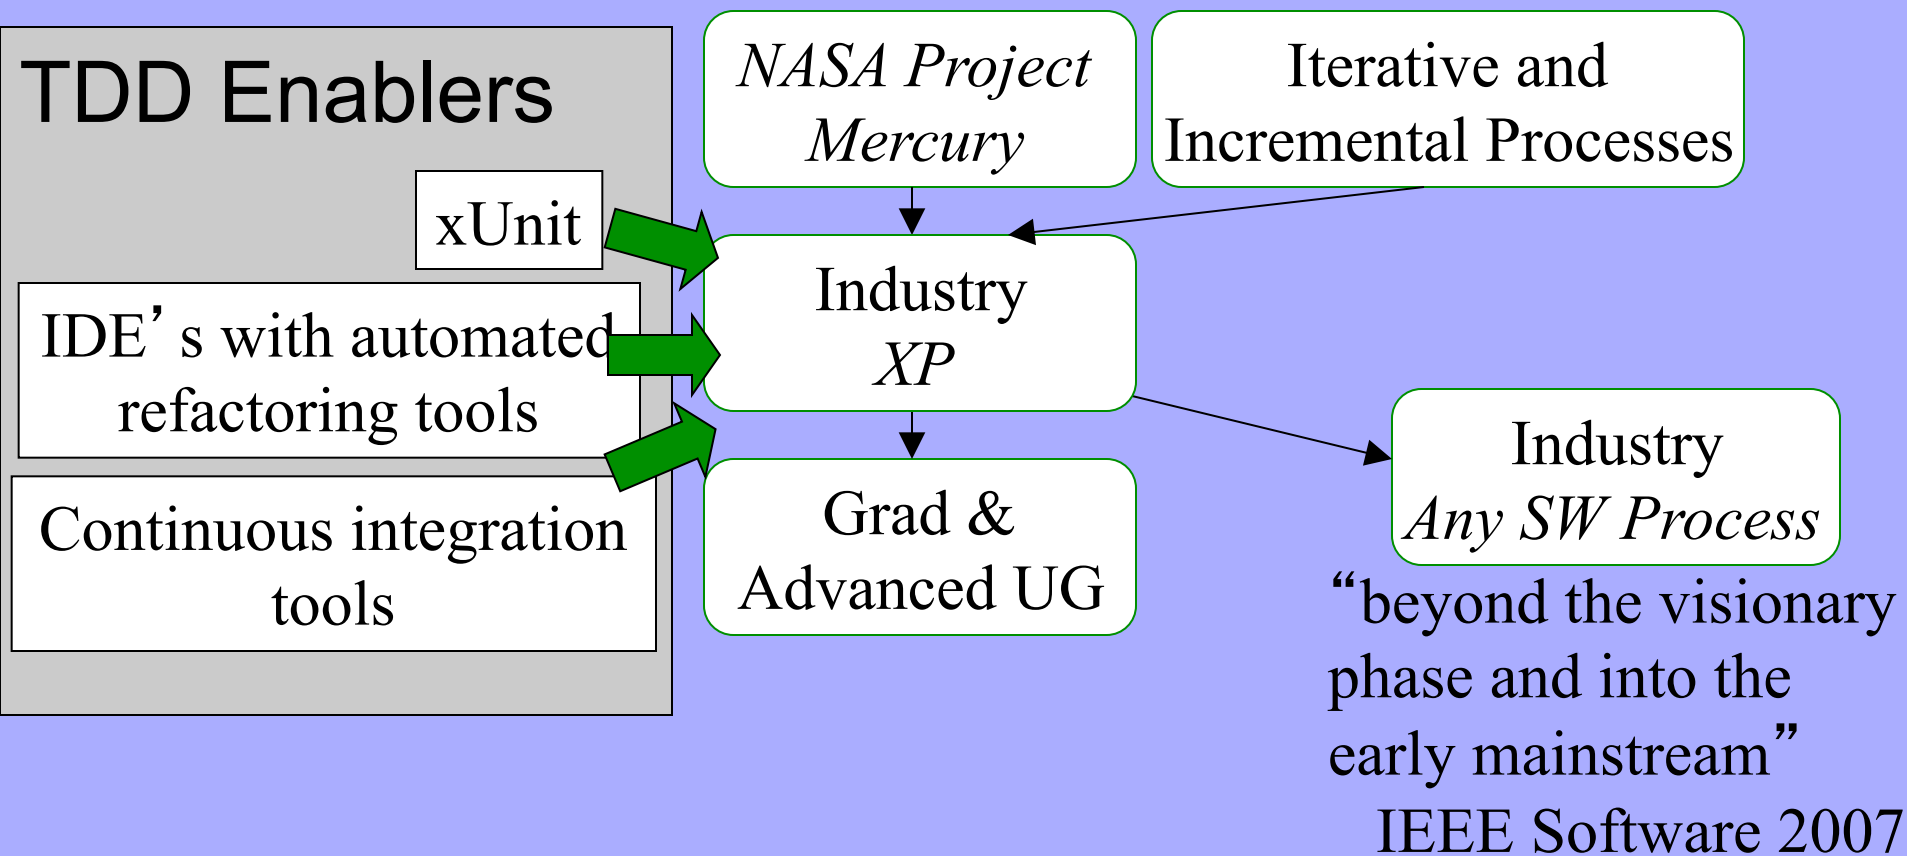 TDD Enablers
xUnit
IDE’s with automated
refactoring tools
Continuous integration
tools
NASA Project
Mercury
Iterative and
Incremental Processes
Industry
XP
Grad &
Advanced UG
Industry
Any SW Process
“beyond the visionary
phase and into the
early mainstream”
IEEE Software 2007